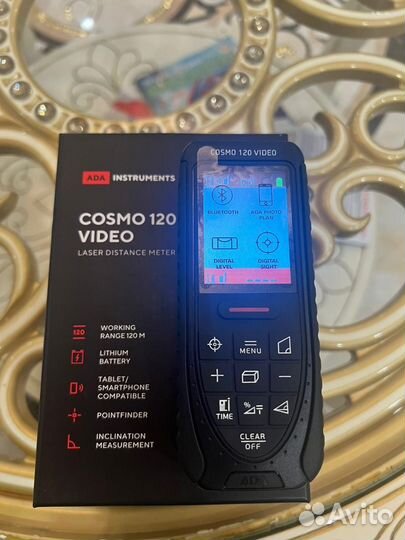 ADA INSTRUMENTS
COSMO 120
VIDEO
LASER DISTANCE METER
120
WORKING
RANGE 120 M
LITHIUM
BATTERY
TABLET/
SMARTPHONE
COMPATIBLE
POINTFINDER
INCLINATION
MEASUREMENT
COSMO 120 VIDEO
BLUETOOTH
ADA PHOTO
PLAN
DIGITAL
LEVEL
DIGITAL
SIGHT
MENU
+
−
TIME
%
CLEAR
OFF
ADA
Avito